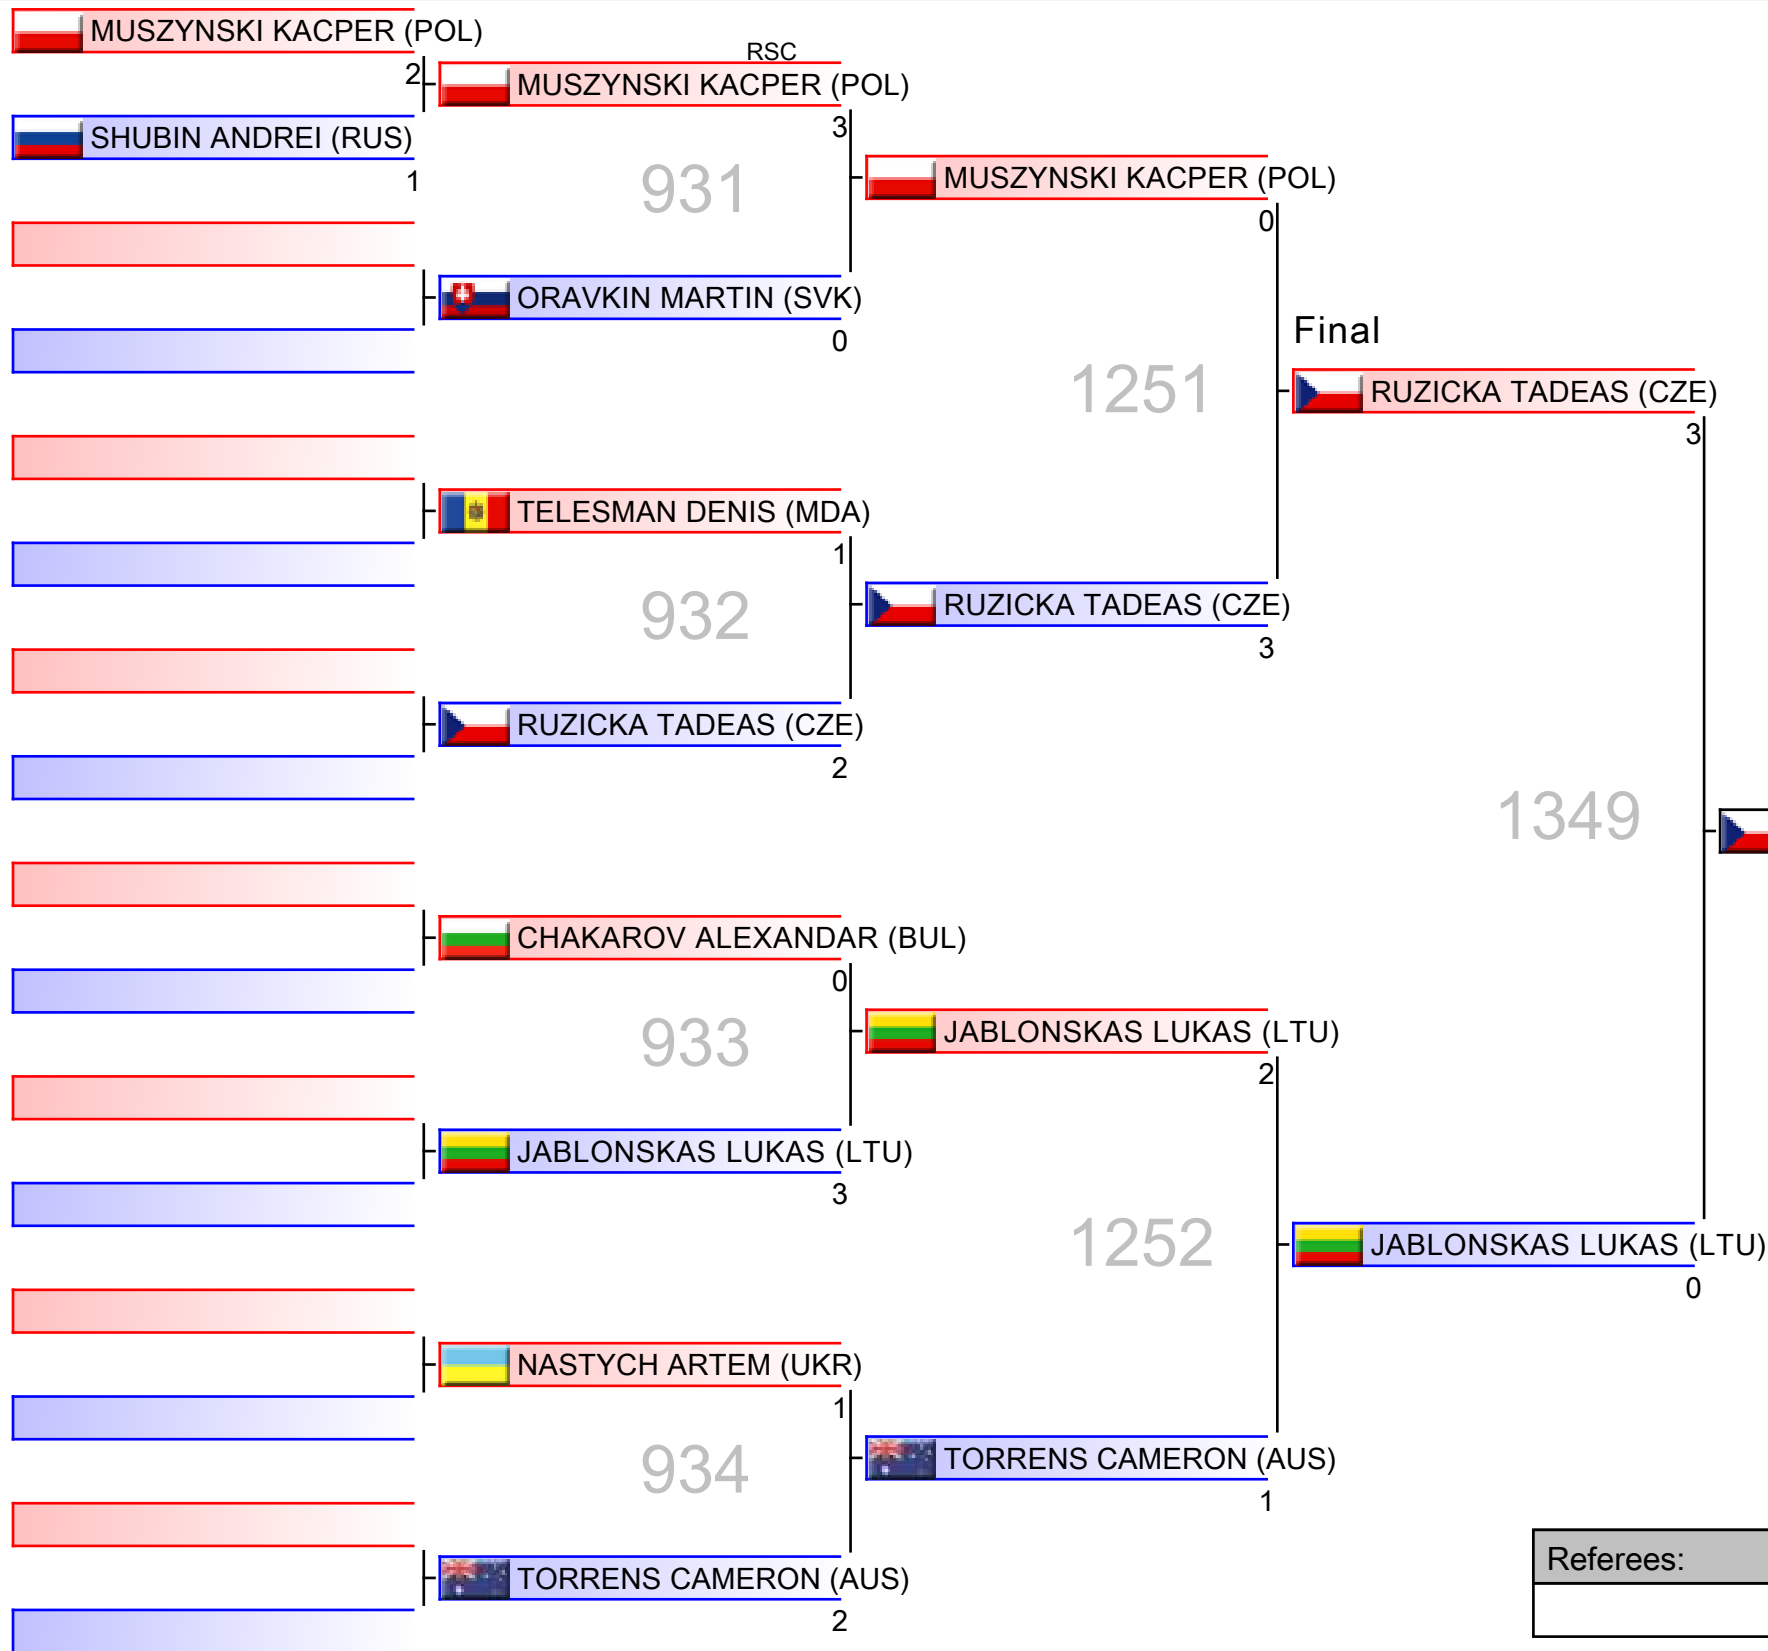 MUSZYNSKI KACPER (POL)
2
SHUBIN ANDREI (RUS)
1
RSC
MUSZYNSKI KACPER (POL)
3
931
ORAVKIN MARTIN (SVK)
0
TELESMAN DENIS (MDA)
1
932
RUZICKA TADEAS (CZE)
2
CHAKAROV ALEXANDAR (BUL)
0
933
JABLONSKAS LUKAS (LTU)
3
NASTYCH ARTEM (UKR)
1
934
TORRENS CAMERON (AUS)
2
MUSZYNSKI KACPER (POL)
0
1251
RUZICKA TADEAS (CZE)
3
JABLONSKAS LUKAS (LTU)
2
1252
TORRENS CAMERON (AUS)
1
Final
RUZICKA TADEAS (CZE)
3
1349
JABLONSKAS LUKAS (LTU)
0
Referees: